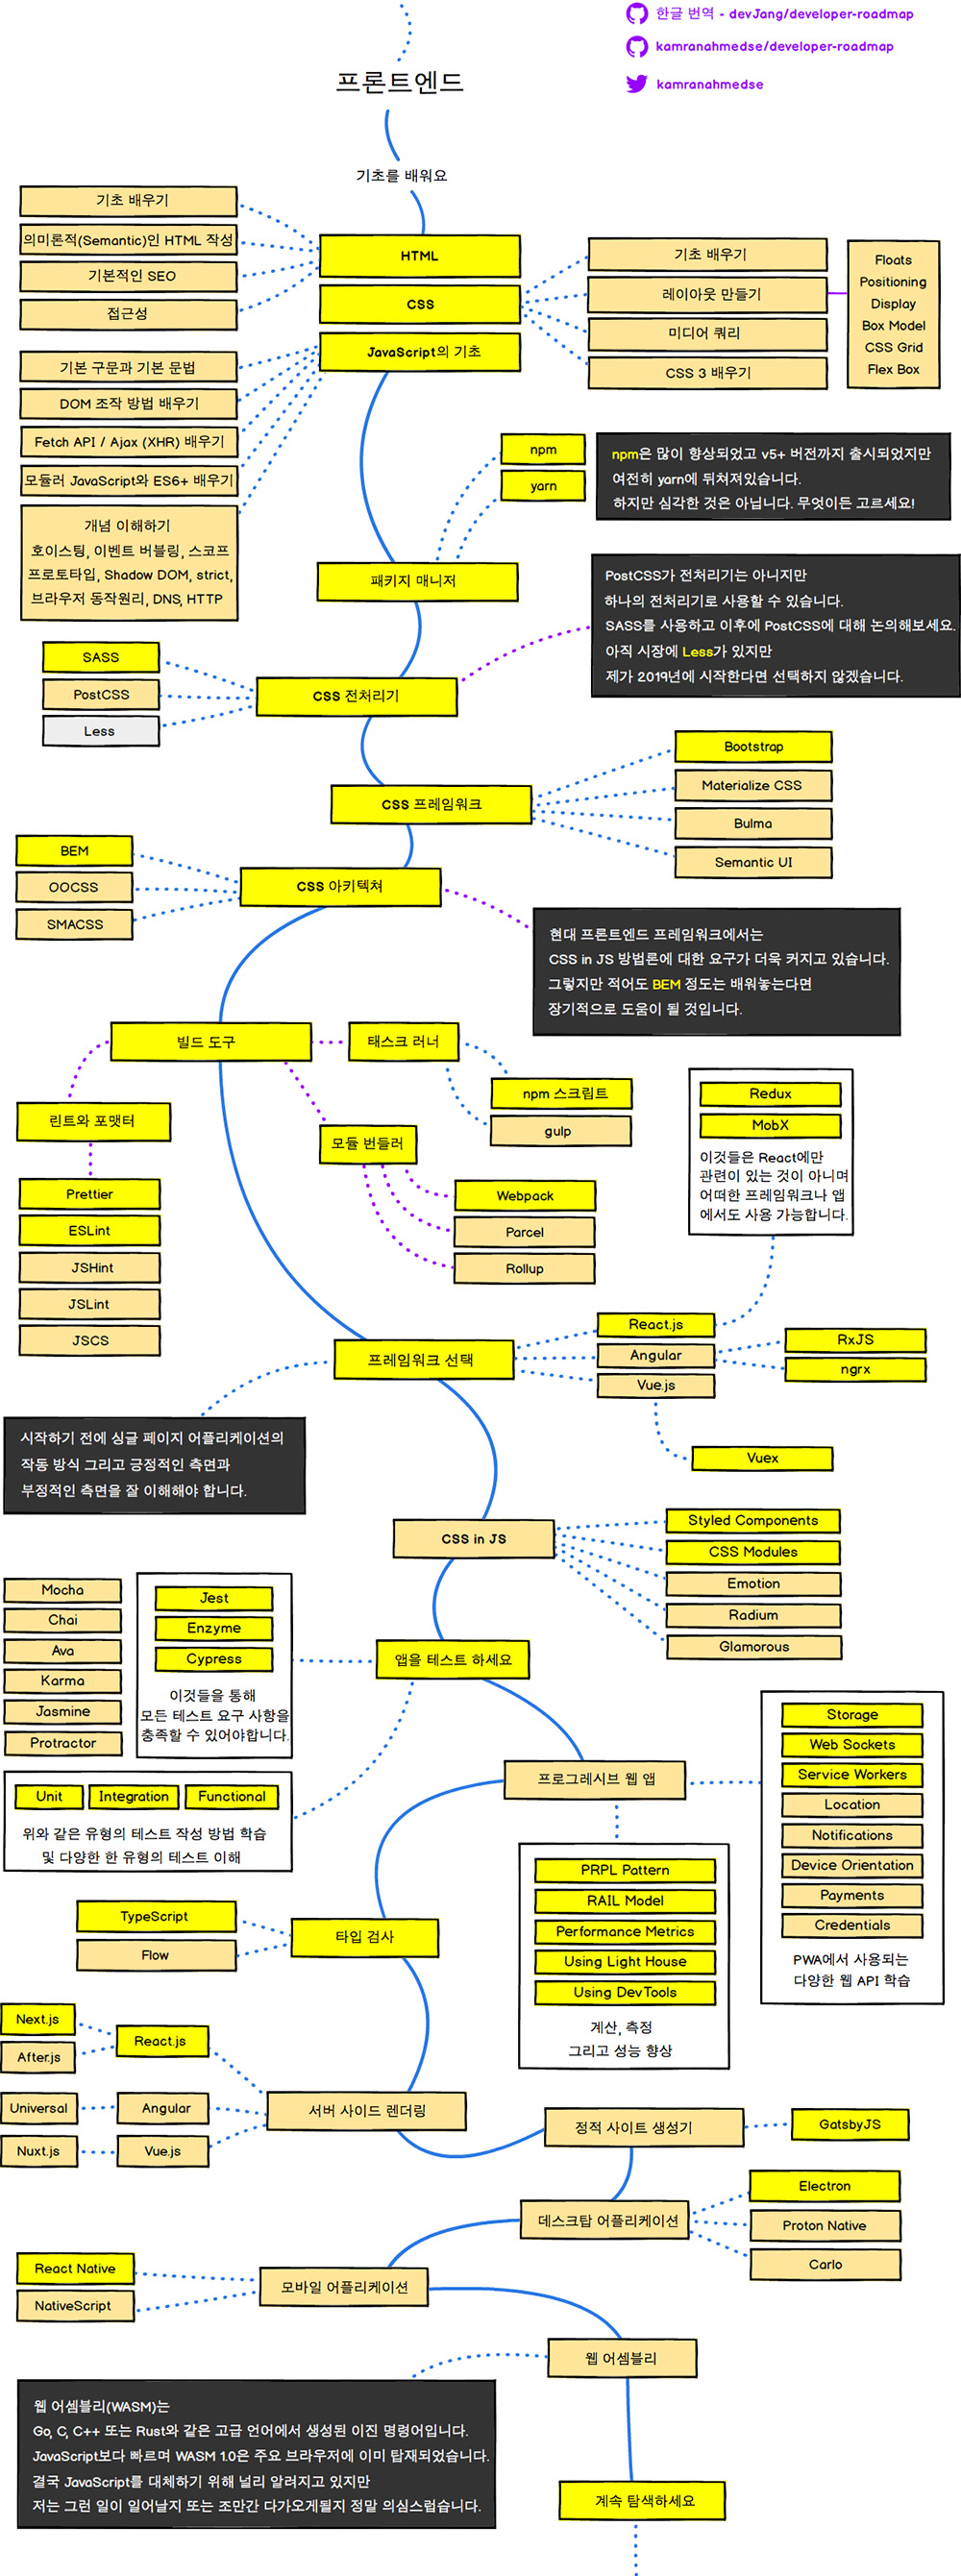 한글 번역 - devJang/developer-roadmap
kamranahmedse/developer-roadmap
kamranahmedse
프론트엔드
기초를 배워요
기초 배우기
의미론적(Semantic)인 HTML 작성
기본적인 SEO
접근성
HTML
CSS
JavaScript의 기초
기초 배우기
레이아웃 만들기
미디어 쿼리
CSS 3 배우기
Floats
Positioning
Display
Box Model
CSS Grid
Flex Box
기본 구문과 기본 문법
DOM 조작 방법 배우기
Fetch API / Ajax (XHR) 배우기
모듈러 JavaScript와 ES6+ 배우기
개념 이해하기
호이스팅, 이벤트 버블링, 스코프
프로토타입, Shadow DOM, strict,
브라우저 동작원리, DNS, HTTP
npm
yarn
npm은 많이 향상되었고 v5+ 버전까지 출시되었지만
여전히 yarn에 뒤쳐져있습니다.
하지만 심각한 것은 아닙니다. 무엇이든 고르세요!
패키지 매니저
PostCSS가 전처리기는 아니지만
하나의 전처리기로 사용할 수 있습니다.
SASS를 사용하고 이후에 PostCSS에 대해 논의해보세요.
아직 시장에 Less가 있지만
제가 2019년에 시작한다면 선택하지 않겠습니다.
SASS
PostCSS
Less
CSS 전처리기
CSS 프레임워크
Bootstrap
Materialize CSS
Bulma
Semantic UI
BEM
OOCSS
SMACSS
CSS 아키텍쳐
현대 프론트엔드 프레임워크에서는
CSS in JS 방법론에 대한 요구가 더욱 커지고 있습니다.
그렇지만 적어도 BEM 정도는 배워놓는다면
장기적으로 도움이 될 것입니다.
빌드 도구
태스크 러너
npm 스크립트
gulp
린트와 포맷터
모듈 번들러
Prettier
ESLint
JSHint
JSLint
JSCS
Webpack
Parcel
Rollup
Redux
MobX
이것들은 React에만
관련이 있는 것이 아니며
어떠한 프레임워크나 앱
에서도 사용 가능합니다.
프레임워크 선택
React.js
Angular
Vue.js
RxJS
ngrx
Vuex
시작하기 전에 싱글 페이지 어플리케이션의
작동 방식 그리고 긍정적인 측면과
부정적인 측면을 잘 이해해야 합니다.
CSS in JS
Styled Components
CSS Modules
Emotion
Radium
Glamorous
Mocha
Chai
Ava
Karma
Jasmine
Protractor
Jest
Enzyme
Cypress
이것들을 통해
모든 테스트 요구 사항을
충족할 수 있어야합니다.
앱을 테스트 하세요
Unit Integration Functional
위와 같은 유형의 테스트 작성 방법 학습
및 다양한 한 유형의 테스트 이해
프로그레시브 웹 앱
Storage
Web Sockets
Service Workers
Location
Notifications
Device Orientation
Payments
Credentials
PWA에서 사용되는
다양한 웹 API 학습
PRPL Pattern
RAIL Model
Performance Metrics
Using Light House
Using DevTools
계산, 측정
그리고 성능 향상
TypeScript
Flow
타입 검사
Next.js
After.js
React.js
Universal
Angular
Nuxt.js
Vue.js
서버 사이드 렌더링
정적 사이트 생성기
GatsbyJS
데스크탑 어플리케이션
Electron
Proton Native
Carlo
React Native
NativeScript
모바일 어플리케이션
웹 어셈블리
웹 어셈블리(WASM)는
Go, C, C++ 또는 Rust와 같은 고급 언어에서 생성된 이진 명령어입니다.
JavaScript보다 빠르며 WASM 1.0은 주요 브라우저에 이미 탑재되었습니다.
결국 JavaScript를 대체하기 위해 널리 알려지고 있지만
저는 그런 일이 일어날지 또는 조만간 다가오게될지 정말 의심스럽습니다.
계속 탐색하세요